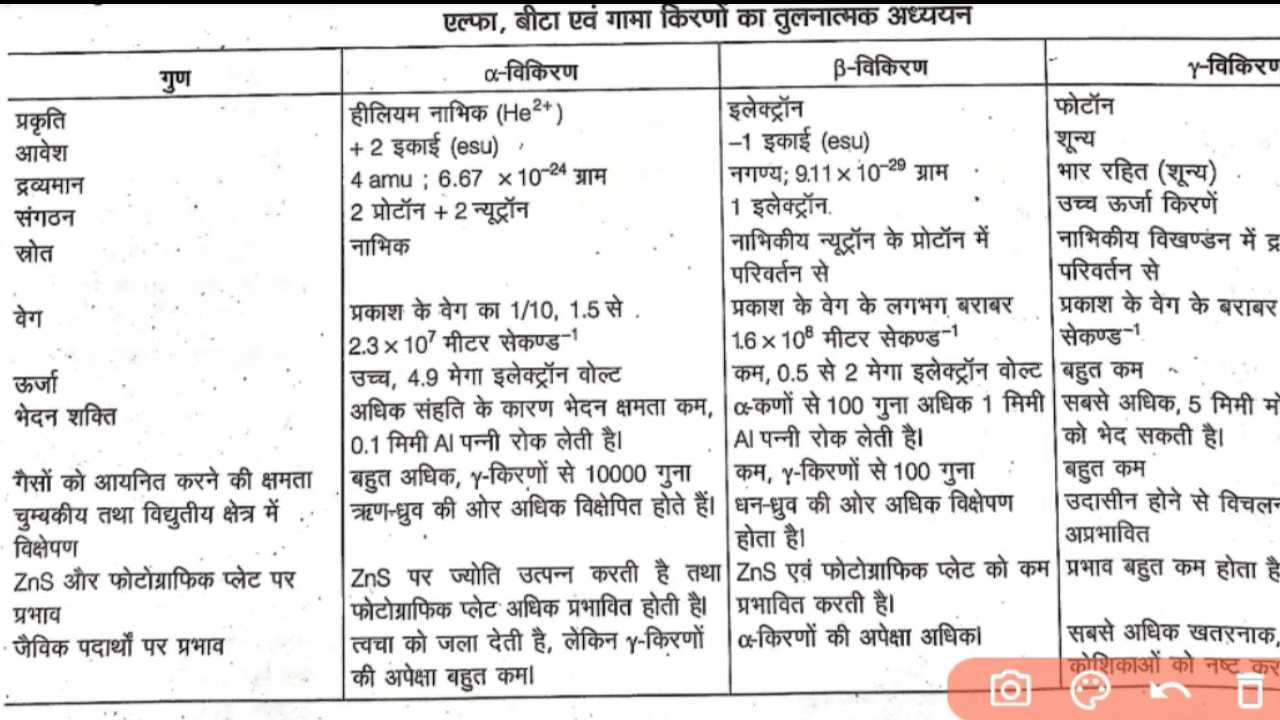 एल्फा, बीटा एवं गामा किरणों का तुलनात्मक अध्ययन
गुण α-विकिरण β-विकिरण γ-विकिरण
प्रकृति हीलियम नाभिक (He²⁺) इलेक्ट्रॉन फोटॉन
आवेश + 2 इकाई (esu) –1 इकाई (esu) शून्य
द्रव्यमान 4 amu ; 6.67 ×10⁻²⁴ ग्राम नगण्य; 9.11 × 10⁻²⁹ ग्राम भार रहित (शून्य)
संगठन 2 प्रोटॉन + 2 न्यूट्रॉन 1 इलेक्ट्रॉन. उच्च ऊर्जा किरणें
स्रोत नाभिक नाभिकीय न्यूट्रॉन के प्रोटॉन में नाभिकीय विखण्डन में
परिवर्तन से परिवर्तन से
वेग प्रकाश के वेग का 1/10, 1.5 से प्रकाश के वेग के लगभग बराबर प्रकाश के वेग के बराबर
2.3 × 10⁷ मीटर सेकण्ड⁻¹ 1.6 × 10⁸ मीटर सेकण्ड⁻¹ सेकण्ड⁻¹
ऊर्जा उच्च, 4.9 मेगा इलेक्ट्रॉन वोल्ट कम, 0.5 से 2 मेगा इलेक्ट्रॉन वोल्ट बहुत कम
भेदन शक्ति अधिक संहति के कारण भेदन क्षमता कम, α-कणों से 100 गुना अधिक 1 मिमी सबसे अधिक, 5 मिमी
0.1 मिमी Al पन्नी रोक लेती है। Al पन्नी रोक लेती है। को भेद सकती है।
गैसों को आयनित करने की क्षमता बहुत अधिक, γ-किरणों से 10000 गुना कम, γ-किरणों से 100 गुना बहुत कम
चुम्बकीय तथा विद्युतीय क्षेत्र में ऋण-ध्रुव की ओर अधिक विक्षेपित होते हैं। धन-ध्रुव की ओर अधिक विक्षेपण उदासीन होने से विचलन
विक्षेपण होता है। अप्रभावित
ZnS और फोटोग्राफिक प्लेट पर ZnS पर ज्योति उत्पन्न करती है तथा ZnS एवं फोटोग्राफिक प्लेट को कम प्रभाव बहुत कम होता है
प्रभाव फोटोग्राफिक प्लेट अधिक प्रभावित होती है। प्रभावित करती है।
जैविक पदार्थों पर प्रभाव त्वचा को जला देती है, लेकिन γ-किरणों α-किरणों की अपेक्षा अधिक। सबसे अधिक खतरनाक,
की अपेक्षा बहुत कम। कोशिकाओं को नष्ट कर